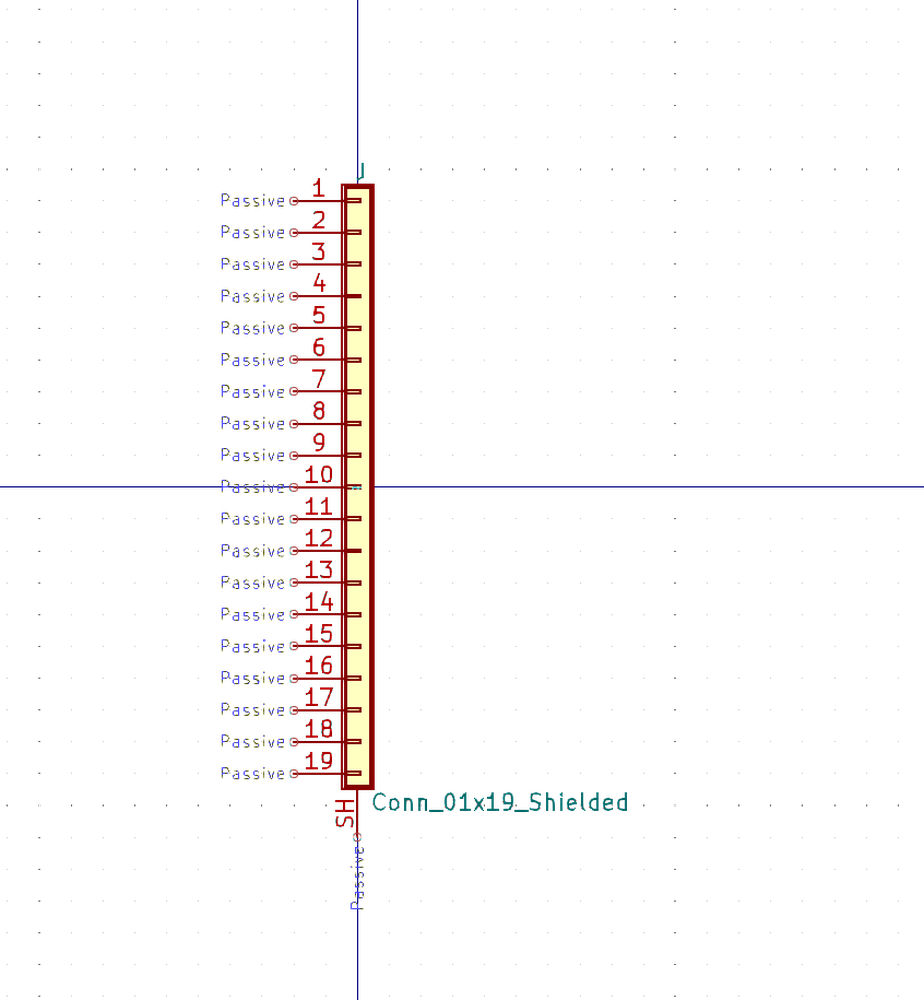 J
Passive 1
Passive 2
Passive 3
Passive 4
Passive 5
Passive 6
Passive 7
Passive 8
Passive 9
Passive 10
Passive 11
Passive 12
Passive 13
Passive 14
Passive 15
Passive 16
Passive 17
Passive 18
Passive 19
SH
Conn_01x19_Shielded
Passive